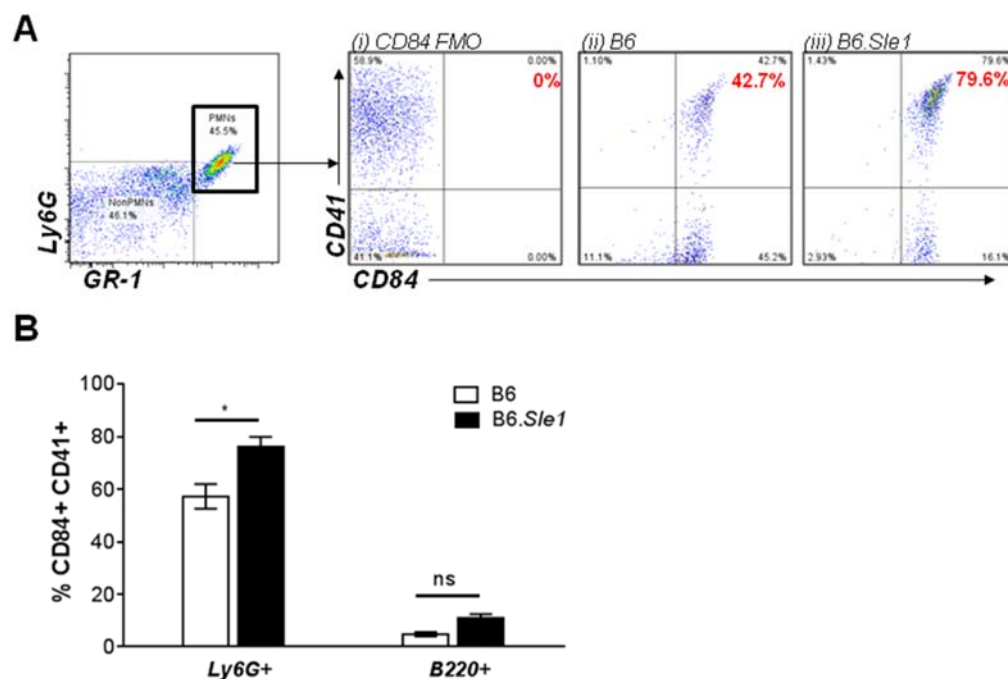 A
(i) CD84 FMO
(ii) B6
(iii) B6.Sle1
58.9%
0.00%
0%
1.10%
42.7%
42.7%
1.43%
79.6%
79.6%
PMNs
45.5%
NonPMNs
46.1%
Ly6G
CD41
41.1%
0.00%
11.1%
45.2%
2.93%
16.1%
GR-1
CD84
B
100
80
60
40
20
0
% CD84+ CD41+
B6
B6.Sle1
*
ns
Ly6G+
B220+